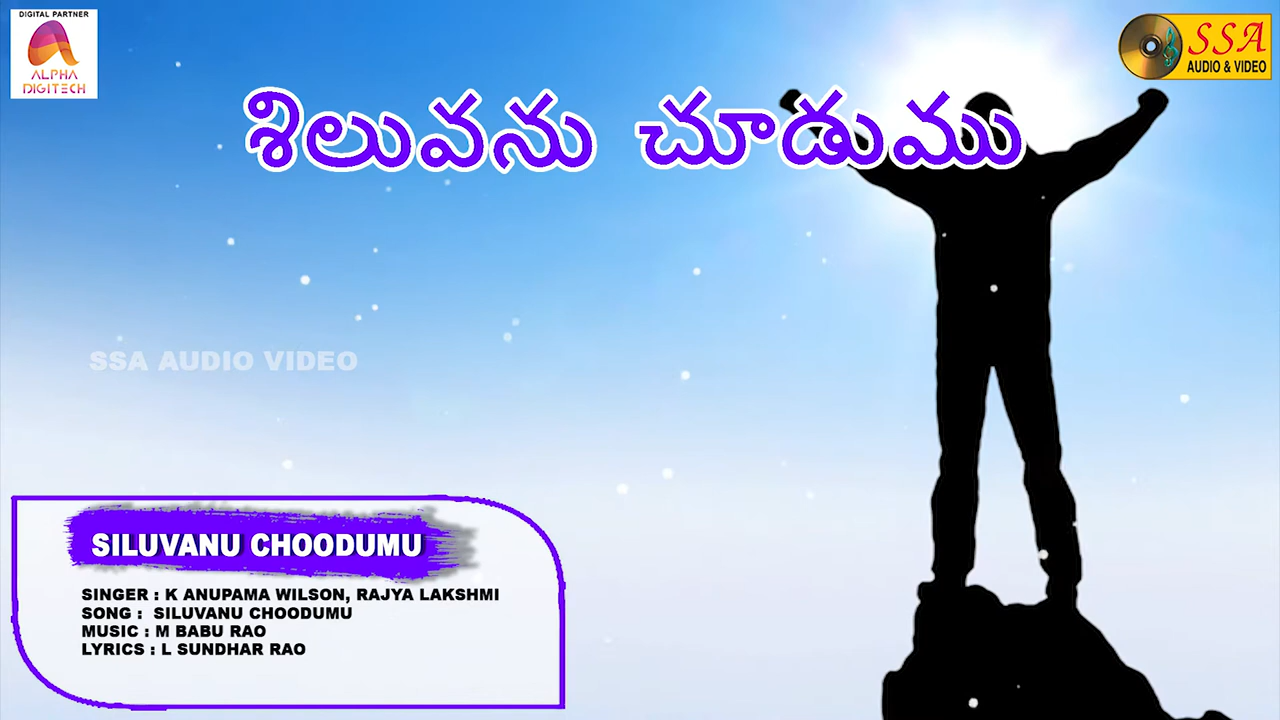 DIGITAL PARTNER
ALPHA
DIGITECH
SSA
AUDIO & VIDEO
శిలువను చూడుము
SSA AUDIO VIDEO
SILUVANU CHOODUMU
SINGER : K ANUPAMA WILSON, RAJYA LAKSHMI
SONG : SILUVANU CHOODUMU
MUSIC : M BABU RAO
LYRICS : L SUNDHAR RAO